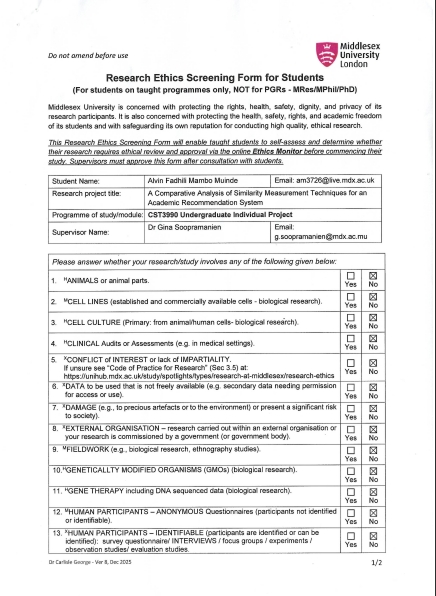 Do not amend before use
Middlesex
University
London
Research Ethics Screening Form for Students
(For students on taught programmes only, NOT for PGRs - MRes/MPhil/PhD)
Middlesex University is concerned with protecting the rights, health, safety, dignity, and privacy of its
research participants. It is also concerned with protecting the health, safety, rights, and academic freedom
of its students and with safeguarding its own reputation for conducting high quality, ethical research.
This Research Ethics Screening Form will enable taught students to self-assess and determine whether
their research requires ethical review and approval via the online Ethics Monitor before commencing their
study. Supervisors must approve this form after consultation with students.
Student Name: Alvin Fadhili Mambo Muinde Email: am3726@live.mdx.ac.uk
Research project title: A Comparative Analysis of Similarity Measurement Techniques for an
Academic Recommendation System
Programme of study/module: CST3990 Undergraduate Individual Project
Supervisor Name: Dr Gina Soopramanien Email:
g.soopramanien@mdx.ac.mu
Please answer whether your research/study involves any of the following given below:
1. ᴴANIMALS or animal parts. ☐ Yes ☒ No
2. ᴹCELL LINES (established and commercially available cells - biological research). ☐ Yes ☒ No
3. ᴴCELL CULTURE (Primary: from animal/human cells- biological research). ☐ Yes ☒ No
4. ᴴCLINICAL Audits or Assessments (e.g. in medical settings). ☐ Yes ☒ No
5. ˣCONFLICT of INTEREST or lack of IMPARTIALITY.
If unsure see "Code of Practice for Research" (Sec 3.5) at:
https://unihub.mdx.ac.uk/study/spotlights/types/research-at-middlesex/research-ethics ☐ Yes ☒ No
6. ˣDATA to be used that is not freely available (e.g. secondary data needing permission
for access or use). ☐ Yes ☒ No
7. ˣDAMAGE (e.g., to precious artefacts or to the environment) or present a significant risk
to society). ☐ Yes ☒ No
8. ˣEXTERNAL ORGANISATION – research carried out within an external organisation or
your research is commissioned by a government (or government body). ☐ Yes ☒ No
9. ᴹFIELDWORK (e.g., biological research, ethnography studies). ☐ Yes ☒ No
10.ᴴGENETICALLTY MODIFIED ORGANISMS (GMOs) (biological research). ☐ Yes ☒ No
11. ᴴGENE THERAPY including DNA sequenced data (biological research). ☐ Yes ☒ No
12. ᴹHUMAN PARTICIPANTS – ANONYMOUS Questionnaires (participants not identified
or identifiable). ☐ Yes ☒ No
13. ˣHUMAN PARTICIPANTS – IDENTIFIABLE (participants are identified or can be
identified): survey questionnaire/ INTERVIEWS / focus groups / experiments /
observation studies/ evaluation studies. ☐ Yes ☒ No
Dr Carlisle George - Ver 8, Dec 2025 1/2